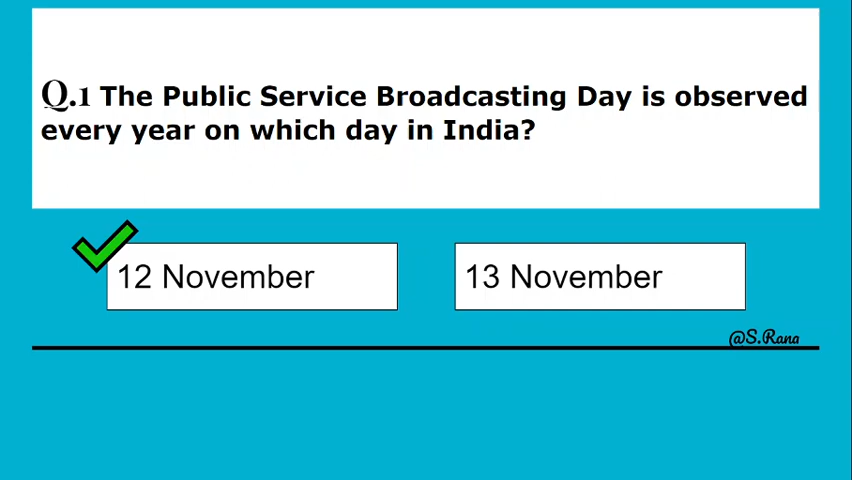 Q.1 The Public Service Broadcasting Day is observed
every year on which day in India?
12 November
13 November
@S.Rana